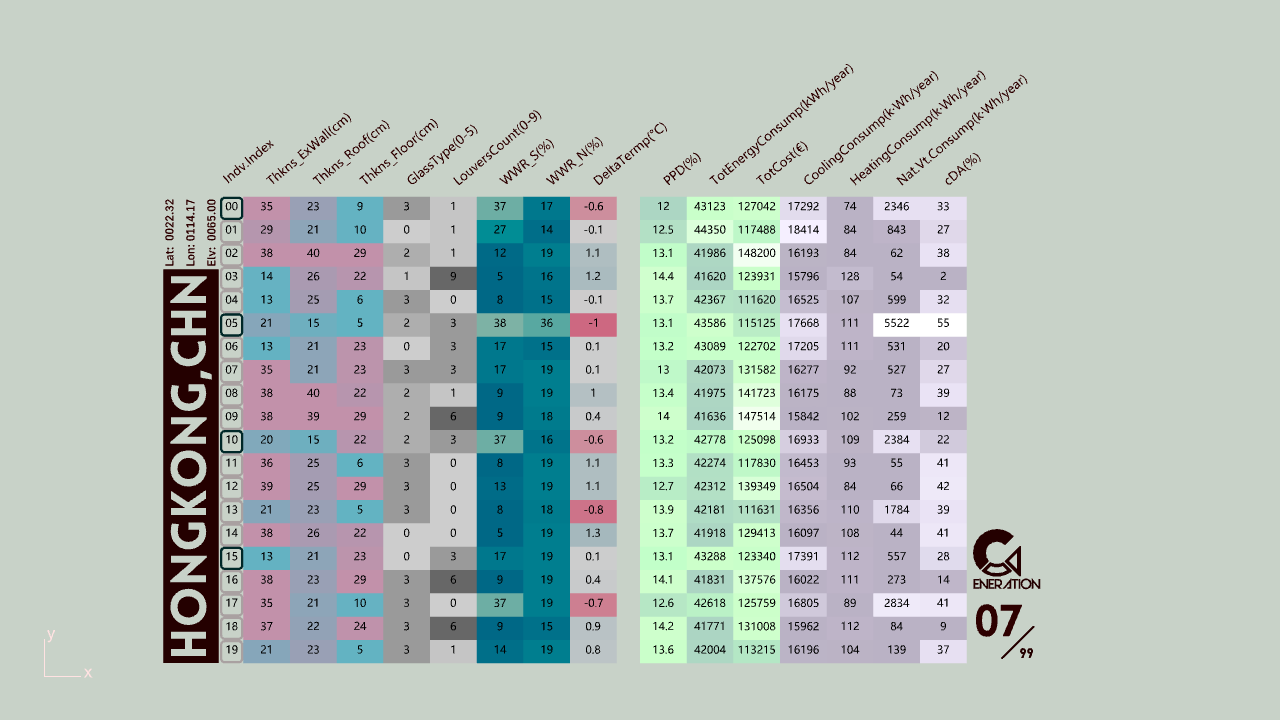 Indv.Index Thkns_ExWall(cm) Thkns_Roof(cm) Thkns_Floor(cm) GlassType(0-5) LouversCount(0-9) WWR_S(%) WWR_N(%) DeltaTermp(°C) PPD(%) TotEnergyConsump(kWh/year) TotCost(€) CoolingConsump(k·Wh/year) HeatingConsump(k·Wh/year) Nat.Vt.Consump(k·Wh/year) cDA(%)
Lat: 0022.32
Lon: 0114.17
Elv: 0065.00
HONGKONG,CHN
00 35 23 9 3 1 37 17 -0.6 12 43123 127042 17292 74 2346 33
01 29 21 10 0 1 27 14 -0.1 12.5 44350 117488 18414 84 843 27
02 38 40 29 2 1 12 19 1.1 13.1 41986 148200 16193 84 62 38
03 14 26 22 1 9 5 16 1.2 14.4 41620 123931 15796 128 54 2
04 13 25 6 3 0 8 15 -0.1 13.7 42367 111620 16525 107 599 32
05 21 15 5 2 3 38 36 -1 13.1 43586 115125 17668 111 5522 55
06 13 21 23 0 3 17 15 0.1 13.2 43089 122702 17205 111 531 20
07 35 21 23 3 3 17 19 0.1 13 42073 131582 16277 92 527 27
08 38 40 22 2 1 9 19 1 13.4 41975 141723 16175 88 73 39
09 38 39 29 2 6 9 18 0.4 14 41636 147514 15842 102 259 12
10 20 15 22 2 3 37 16 -0.6 13.2 42778 125098 16933 109 2384 22
11 36 25 6 3 0 8 19 1.1 13.3 42274 117830 16453 93 55 41
12 39 25 29 3 0 13 19 1.1 12.7 42312 139349 16504 84 66 42
13 21 23 5 3 0 8 18 -0.8 13.9 42181 111631 16356 110 1784 39
14 38 26 22 0 0 5 19 1.3 13.7 41918 129413 16097 108 44 41
15 13 21 23 0 3 17 19 0.1 13.1 43288 123340 17391 112 557 28
16 38 23 29 3 6 9 19 0.4 14.1 41831 137576 16022 111 273 14
17 35 21 10 3 0 37 19 -0.7 12.6 42618 125759 16805 89 2834 41
18 37 22 24 3 6 9 15 0.9 14.2 41771 131008 15962 112 84 9
19 21 23 5 3 1 14 19 0.8 13.6 42004 113215 16196 104 139 37
GENERATION
07/99
y
x